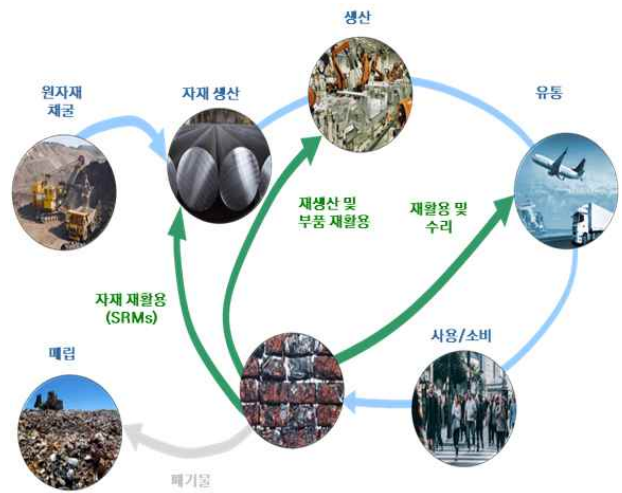 생산
원자재
채굴
자재 생산
유통
재생산 및
부품 재활용
재활용 및
수리
자재 재활용
(SRMs)
사용/소비
매립
폐기물